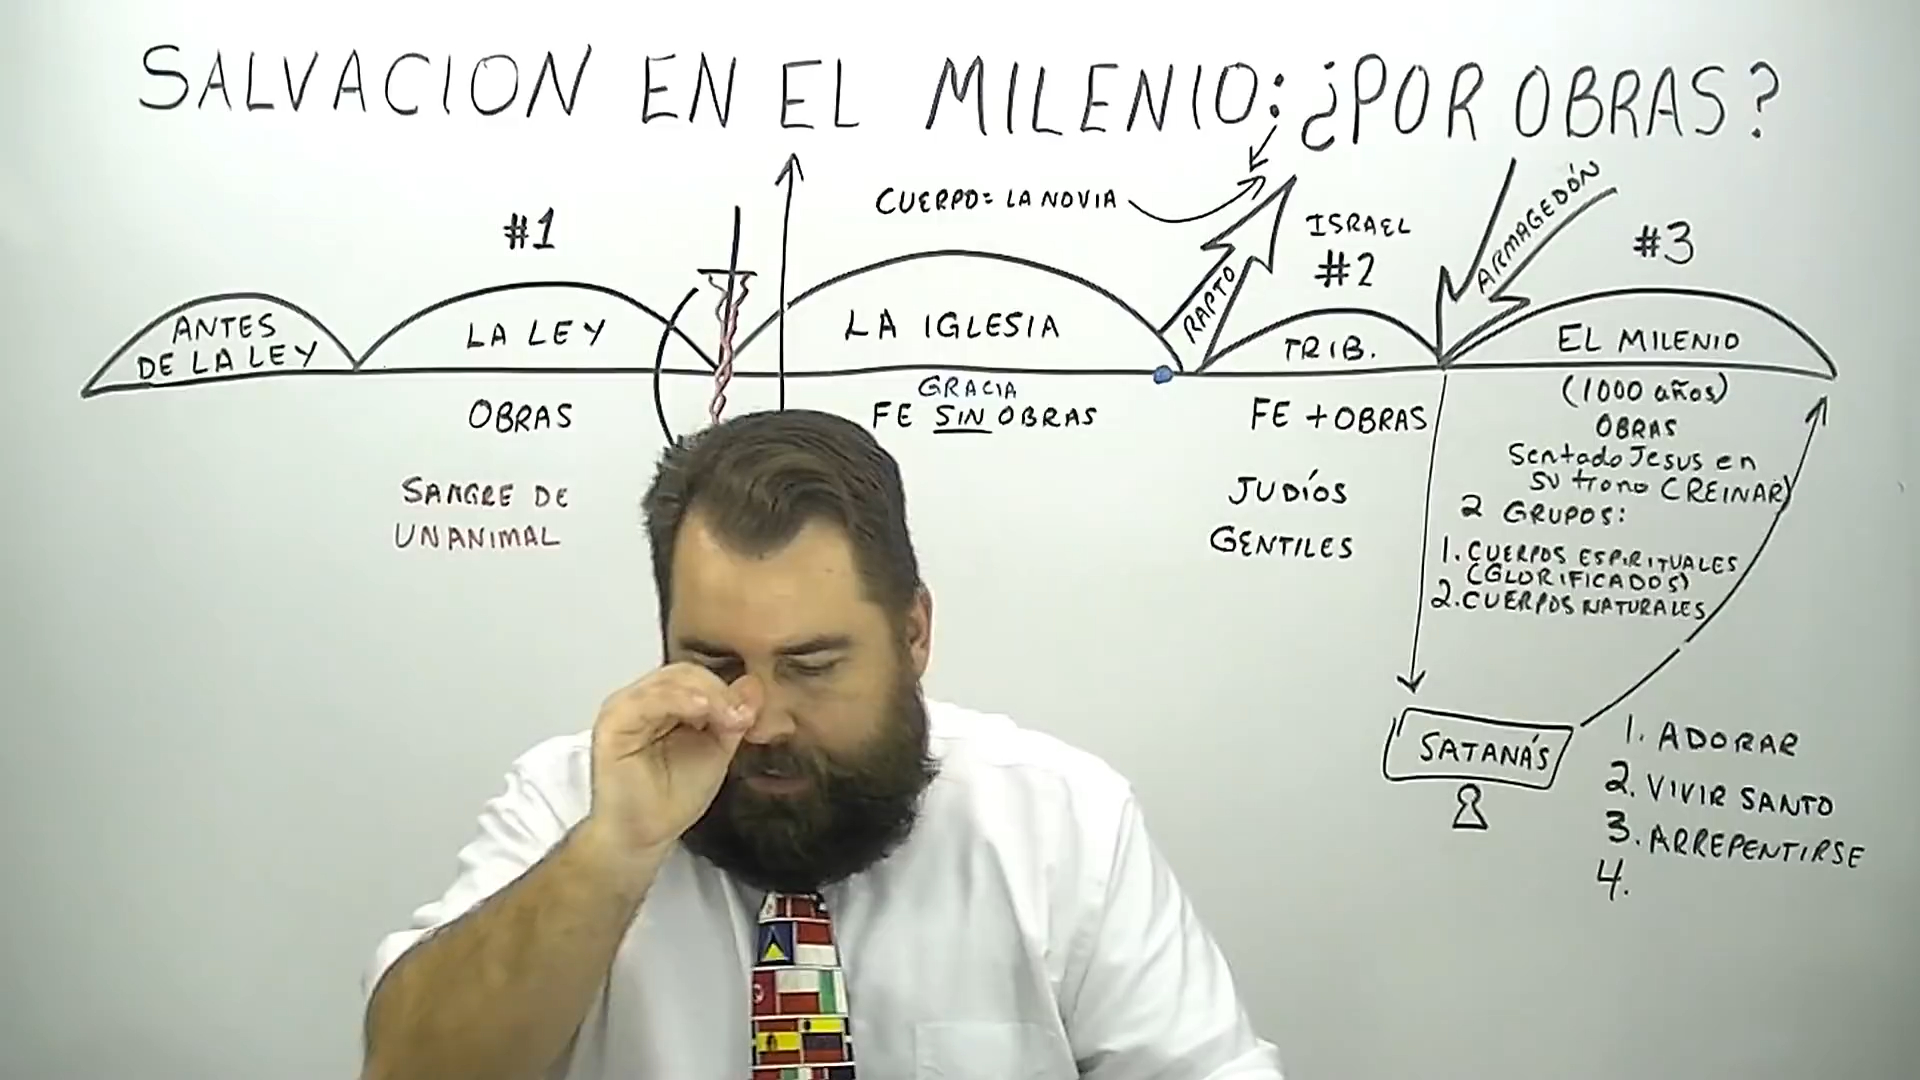 SALVACION EN EL MILENIO: ¿POR OBRAS?
CUERPO = LA NOVIA
#1
ISRAEL
#2
#3
RAPTO
ARMAGEDÓN
ANTES
DE LA LEY
LA LEY
LA IGLESIA
TRIB.
EL MILENIO
OBRAS
GRACIA
FE SIN OBRAS
FE + OBRAS
(1000 años)
OBRAS
Sentado Jesus en
su trono (REINAR)
SANGRE DE
UN ANIMAL
JUDÍOS
GENTILES
2 GRUPOS:
1. CUERPOS ESPIRITUALES
(GLORIFICADOS)
2. CUERPOS NATURALES
SATANÁS
1. ADORAR
2. VIVIR SANTO
3. ARREPENTIRSE
4.